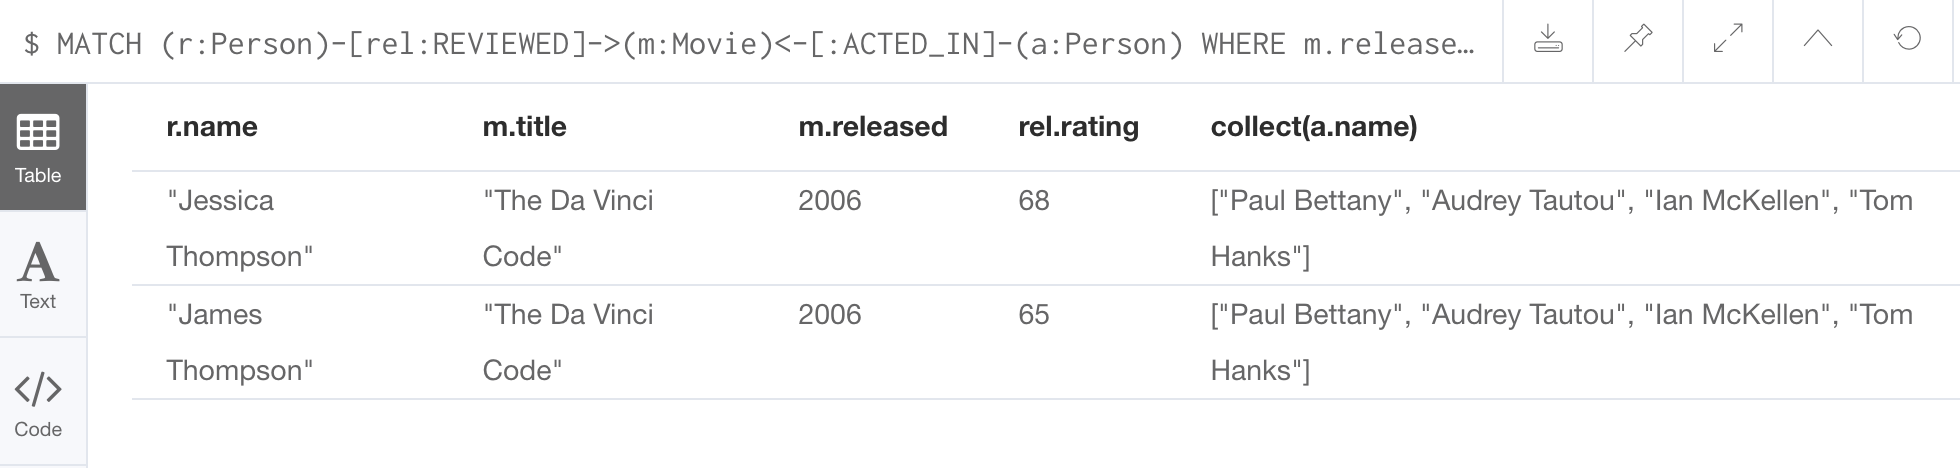 $ MATCH (r:Person)-[rel:REVIEWED]->(m:Movie)<-[:ACTED_IN]-(a:Person) WHERE m.release…
Table
Text
Code
r.name m.title m.released rel.rating collect(a.name)
"Jessica "The Da Vinci 2006 68 ["Paul Bettany", "Audrey Tautou", "Ian McKellen", "Tom
Thompson" Code" Hanks"]
"James "The Da Vinci 2006 65 ["Paul Bettany", "Audrey Tautou", "Ian McKellen", "Tom
Thompson" Code" Hanks"]